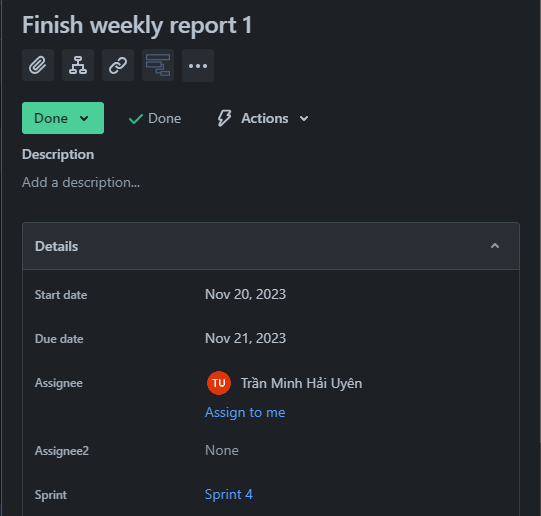 Finish weekly report 1
Done Done Actions
Description
Add a description...
Details
Start date Nov 20, 2023
Due date Nov 21, 2023
Assignee TU Trần Minh Hải Uyên
Assign to me
Assignee2 None
Sprint Sprint 4